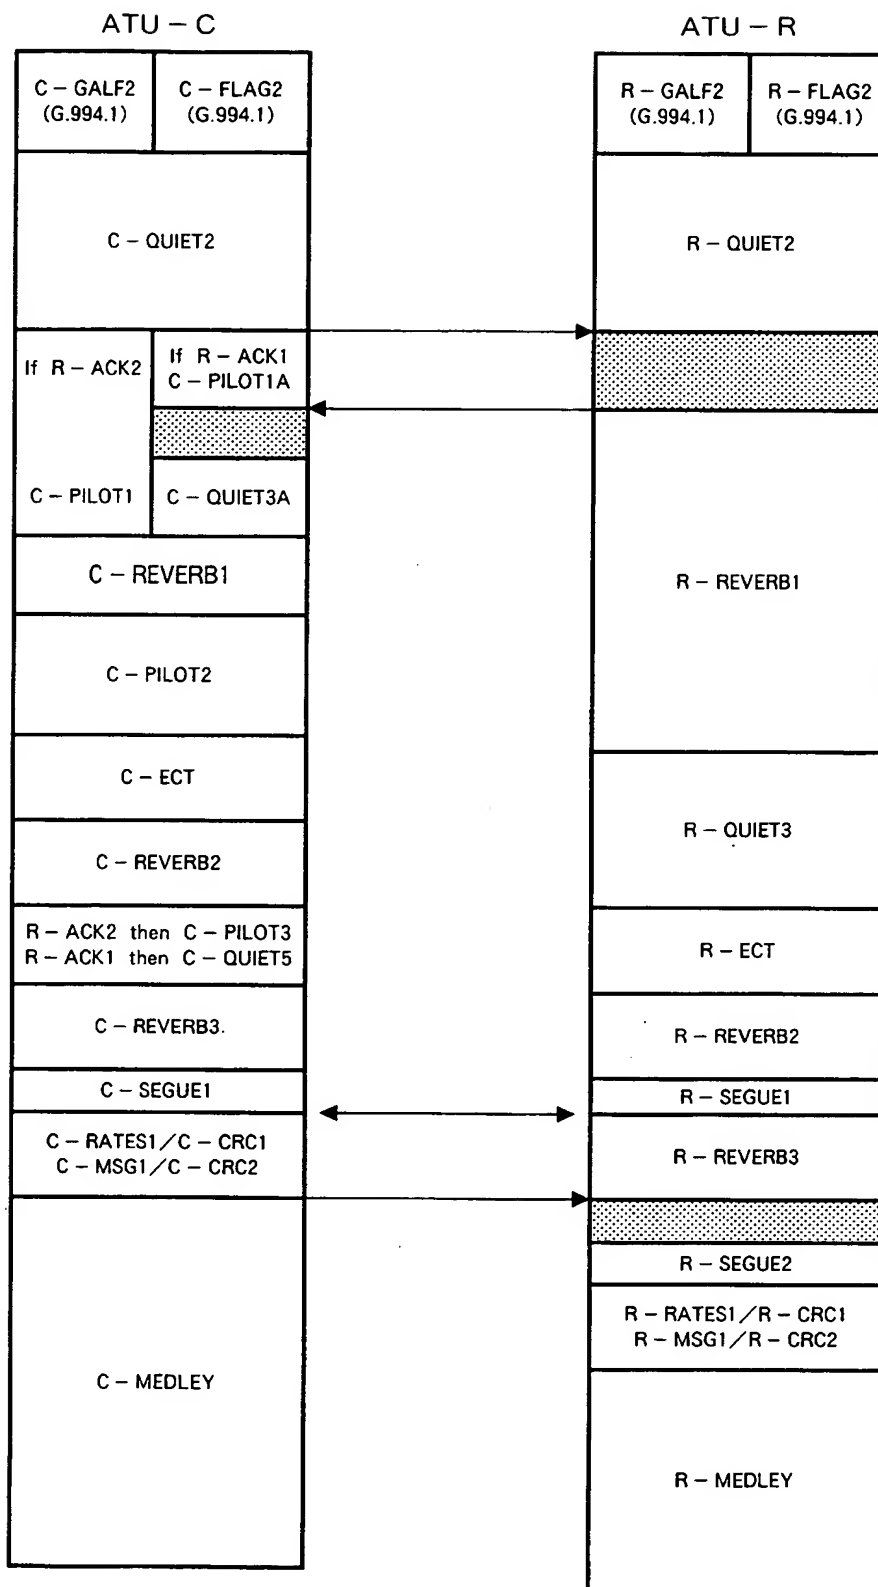 ATU – C
C – GALF2
(G.994.1)
C – FLAG2
(G.994.1)
C – QUIET2
If R – ACK2
C – PILOT1
If R – ACK1
C – PILOT1A
C – QUIET3A
C – REVERB1
C – PILOT2
C – ECT
C – REVERB2
R – ACK2 then C – PILOT3
R – ACK1 then C – QUIET5
C – REVERB3
C – SEGUE1
C – RATES1/C – CRC1
C – MSG1/C – CRC2
C – MEDLEY
ATU – R
R – GALF2
(G.994.1)
R – FLAG2
(G.994.1)
R – QUIET2
R – REVERB1
R – QUIET3
R – ECT
R – REVERB2
R – SEGUE1
R – REVERB3
R – SEGUE2
R – RATES1/R – CRC1
R – MSG1/R – CRC2
R – MEDLEY